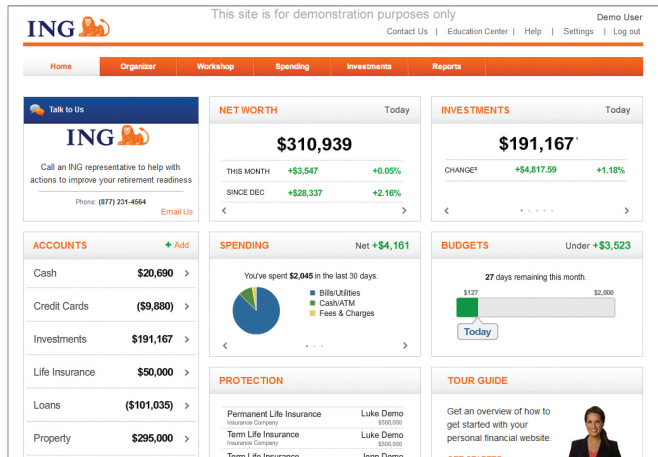 This site is for demonstration purposes only
Demo User
ING
Contact Us | Education Center | Help | Settings | Log out
Home Organizer Workshop Spending Investments Reports
Talk to Us
ING
Call an ING representative to help with
actions to improve your retirement readiness
Phone: (877) 231-4564
Email Us
NET WORTH Today
$310,939
THIS MONTH +$3,547 +0.05%
SINCE DEC +$28,337 +2.16%
INVESTMENTS Today
$191,167
CHANGE² +$4,817.59 +1.18%
ACCOUNTS + Add
Cash $20,690
Credit Cards ($9,880)
Investments $191,167
Life Insurance $50,000
Loans ($101,035)
Property $295,000
SPENDING Net +$4,161
You've spent $2,045 in the last 30 days.
Bills/Utilities
Cash/ATM
Fees & Charges
BUDGETS Under +$3,523
27 days remaining this month.
$127 $2,000
Today
PROTECTION
Permanent Life Insurance Luke Demo
Insurance Company $500,000
Term Life Insurance Luke Demo
Insurance Company $500,000
Term Life Insurance Jenn Demo
TOUR GUIDE
Get an overview of how to
get started with your
personal financial website.
GET STARTED